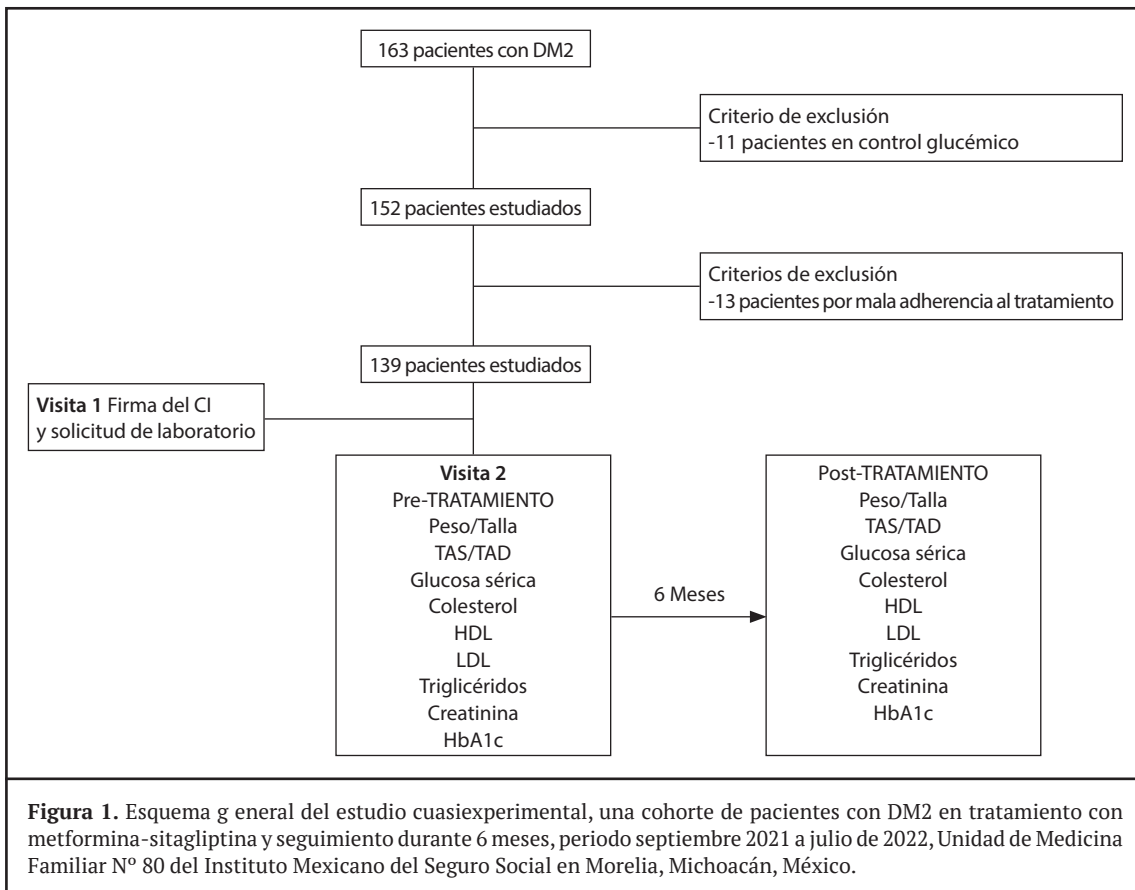 163 pacientes con DM2
Criterio de exclusión
-11 pacientes en control glucémico
152 pacientes estudiados
Criterios de exclusión
-13 pacientes por mala adherencia al tratamiento
139 pacientes estudiados
Visita 1 Firma del CI
y solicitud de laboratorio
Visita 2
Pre-TRATAMIENTO
Peso/Talla
TAS/TAD
Glucosa sérica
Colesterol
HDL
LDL
Triglicéridos
Creatinina
HbA1c
6 Meses
Post-TRATAMIENTO
Peso/Talla
TAS/TAD
Glucosa sérica
Colesterol
HDL
LDL
Triglicéridos
Creatinina
HbA1c
Figura 1. Esquema g eneral del estudio cuasiexperimental, una cohorte de pacientes con DM2 en tratamiento con
metformina-sitagliptina y seguimiento durante 6 meses, periodo septiembre 2021 a julio de 2022, Unidad de Medicina
Familiar Nº 80 del Instituto Mexicano del Seguro Social en Morelia, Michoacán, México.